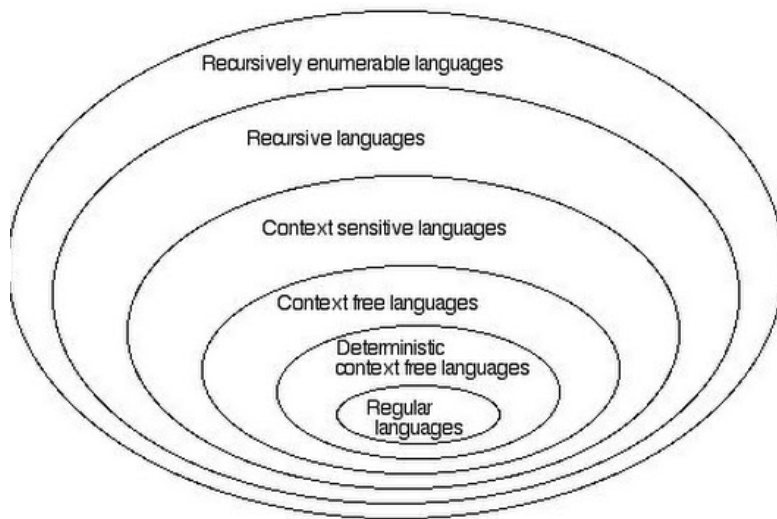 Recursively enumerable languages
Recursive languages
Context sensitive languages
Context free languages
Deterministic
context free languages
Regular
languages